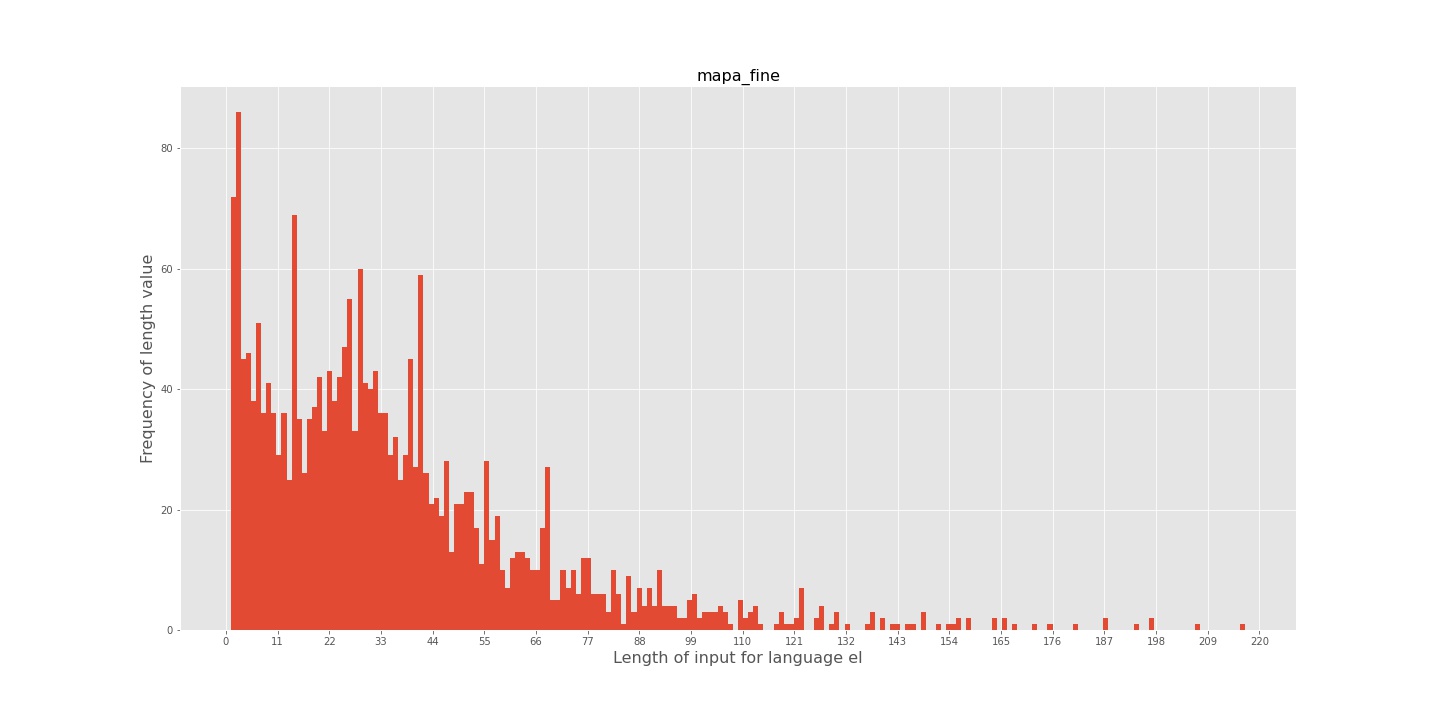 mapa_fine
Frequency of length value
80
60
40
20
0
0 11 22 33 44 55 66 77 88 99 110 121 132 143 154 165 176 187 198 209 220
Length of input for language el